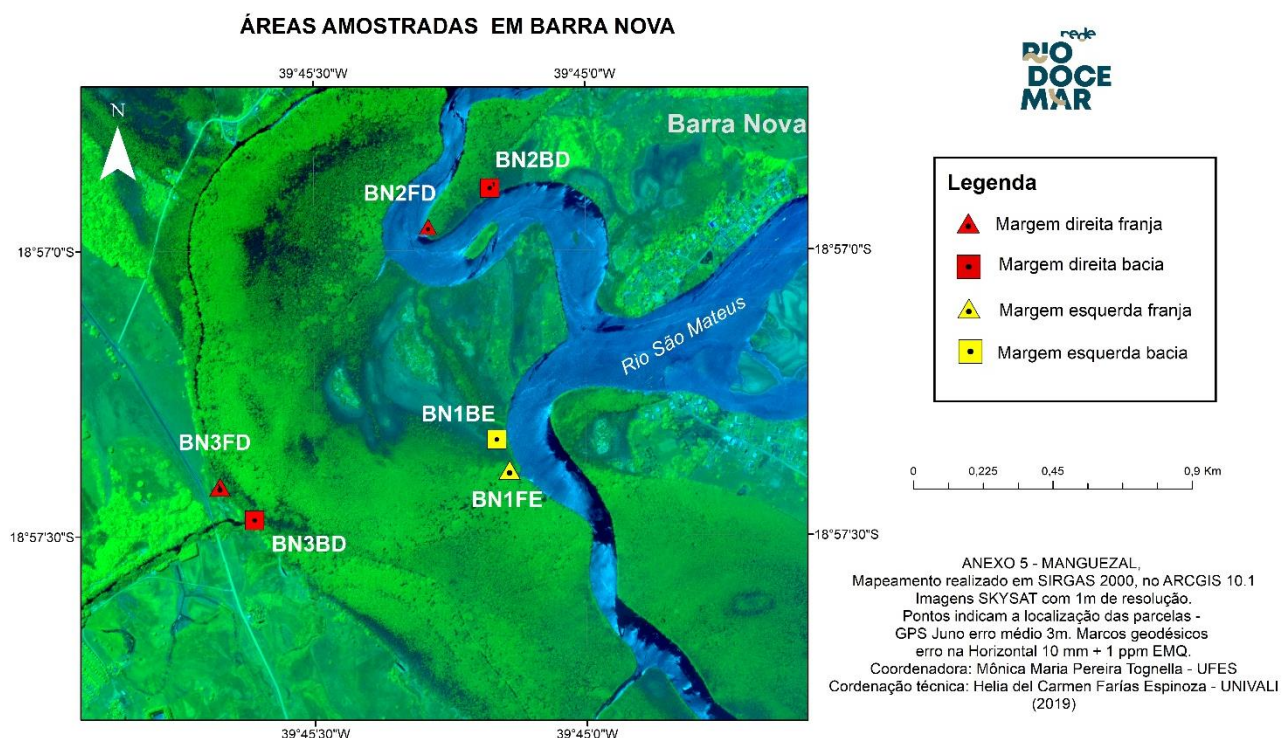 ÁREAS AMOSTRADAS EM BARRA NOVA
rede
RIO
DOCE
MAR
39°45'30"W
39°45'0"W
N
Barra Nova
BN2BD
BN2FD
18°57'0"S
18°57'0"S
Rio São Mateus
BN1BE
BN3FD
BN1FE
BN3BD
18°57'30"S
18°57'30"S
39°45'30"W
39°45'0"W
Legenda
Margem direita franja
Margem direita bacia
Margem esquerda franja
Margem esquerda bacia
0 0,225 0,45 0,9 Km
ANEXO 5 - MANGUEZAL,
Mapeamento realizado em SIRGAS 2000, no ARCGIS 10.1
Imagens SKYSAT com 1m de resolução.
Pontos indicam a localização das parcelas -
GPS Juno erro médio 3m. Marcos geodésicos
erro na Horizontal 10 mm + 1 ppm EMQ.
Coordenadora: Mônica Maria Pereira Tognella - UFES
Cordenação técnica: Helia del Carmen Farías Espinoza - UNIVALI
(2019)